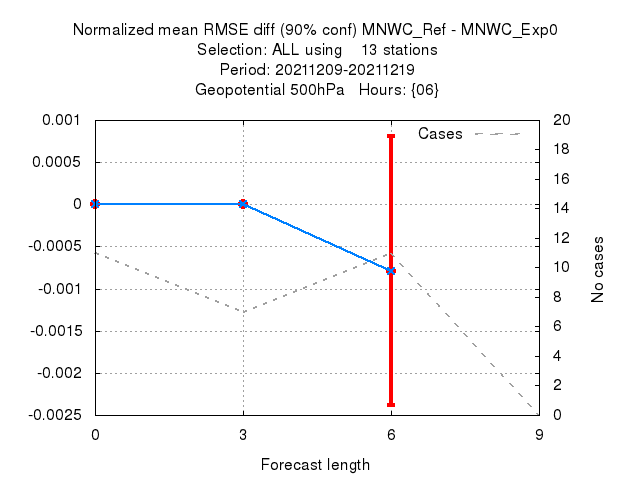 Normalized mean RMSE diff (90% conf) MNWC_Ref - MNWC_Exp0
Selection: ALL using    13 stations
Period: 20211209-20211219
Geopotential 500hPa   Hours: {06}
Cases
0.001
0.0005
0
-0.0005
-0.001
-0.0015
-0.002
-0.0025
20
18
16
14
12
10
8
6
4
2
0
No cases
0 3 6 9
Forecast length